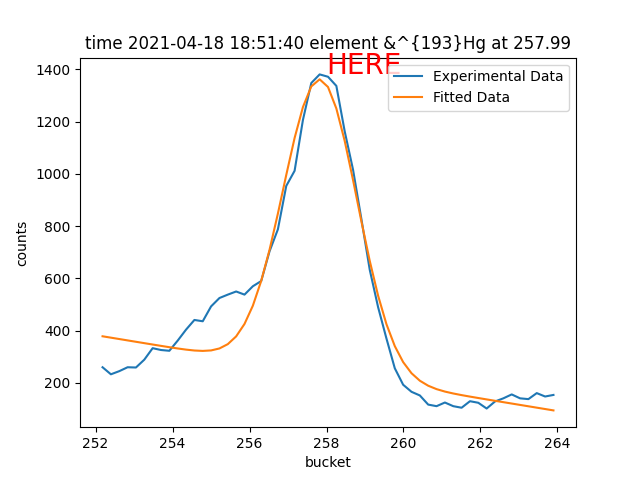 time 2021-04-18 18:51:40 element &^{193}Hg at 257.99
HERE
Experimental Data
Fitted Data
1400
1200
1000
800
600
400
200
counts
252
254
256
258
260
262
264
bucket